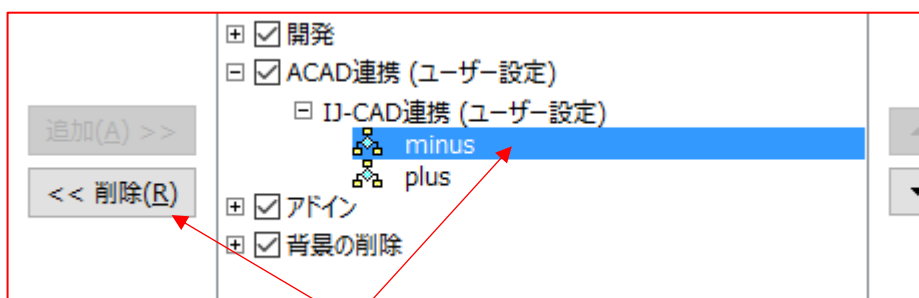 開発
ACAD連携 (ユーザー設定)
IJ-CAD連携 (ユーザー設定)
追加(A) >>
minus
plus
<< 削除(R)
アドイン
背景の削除